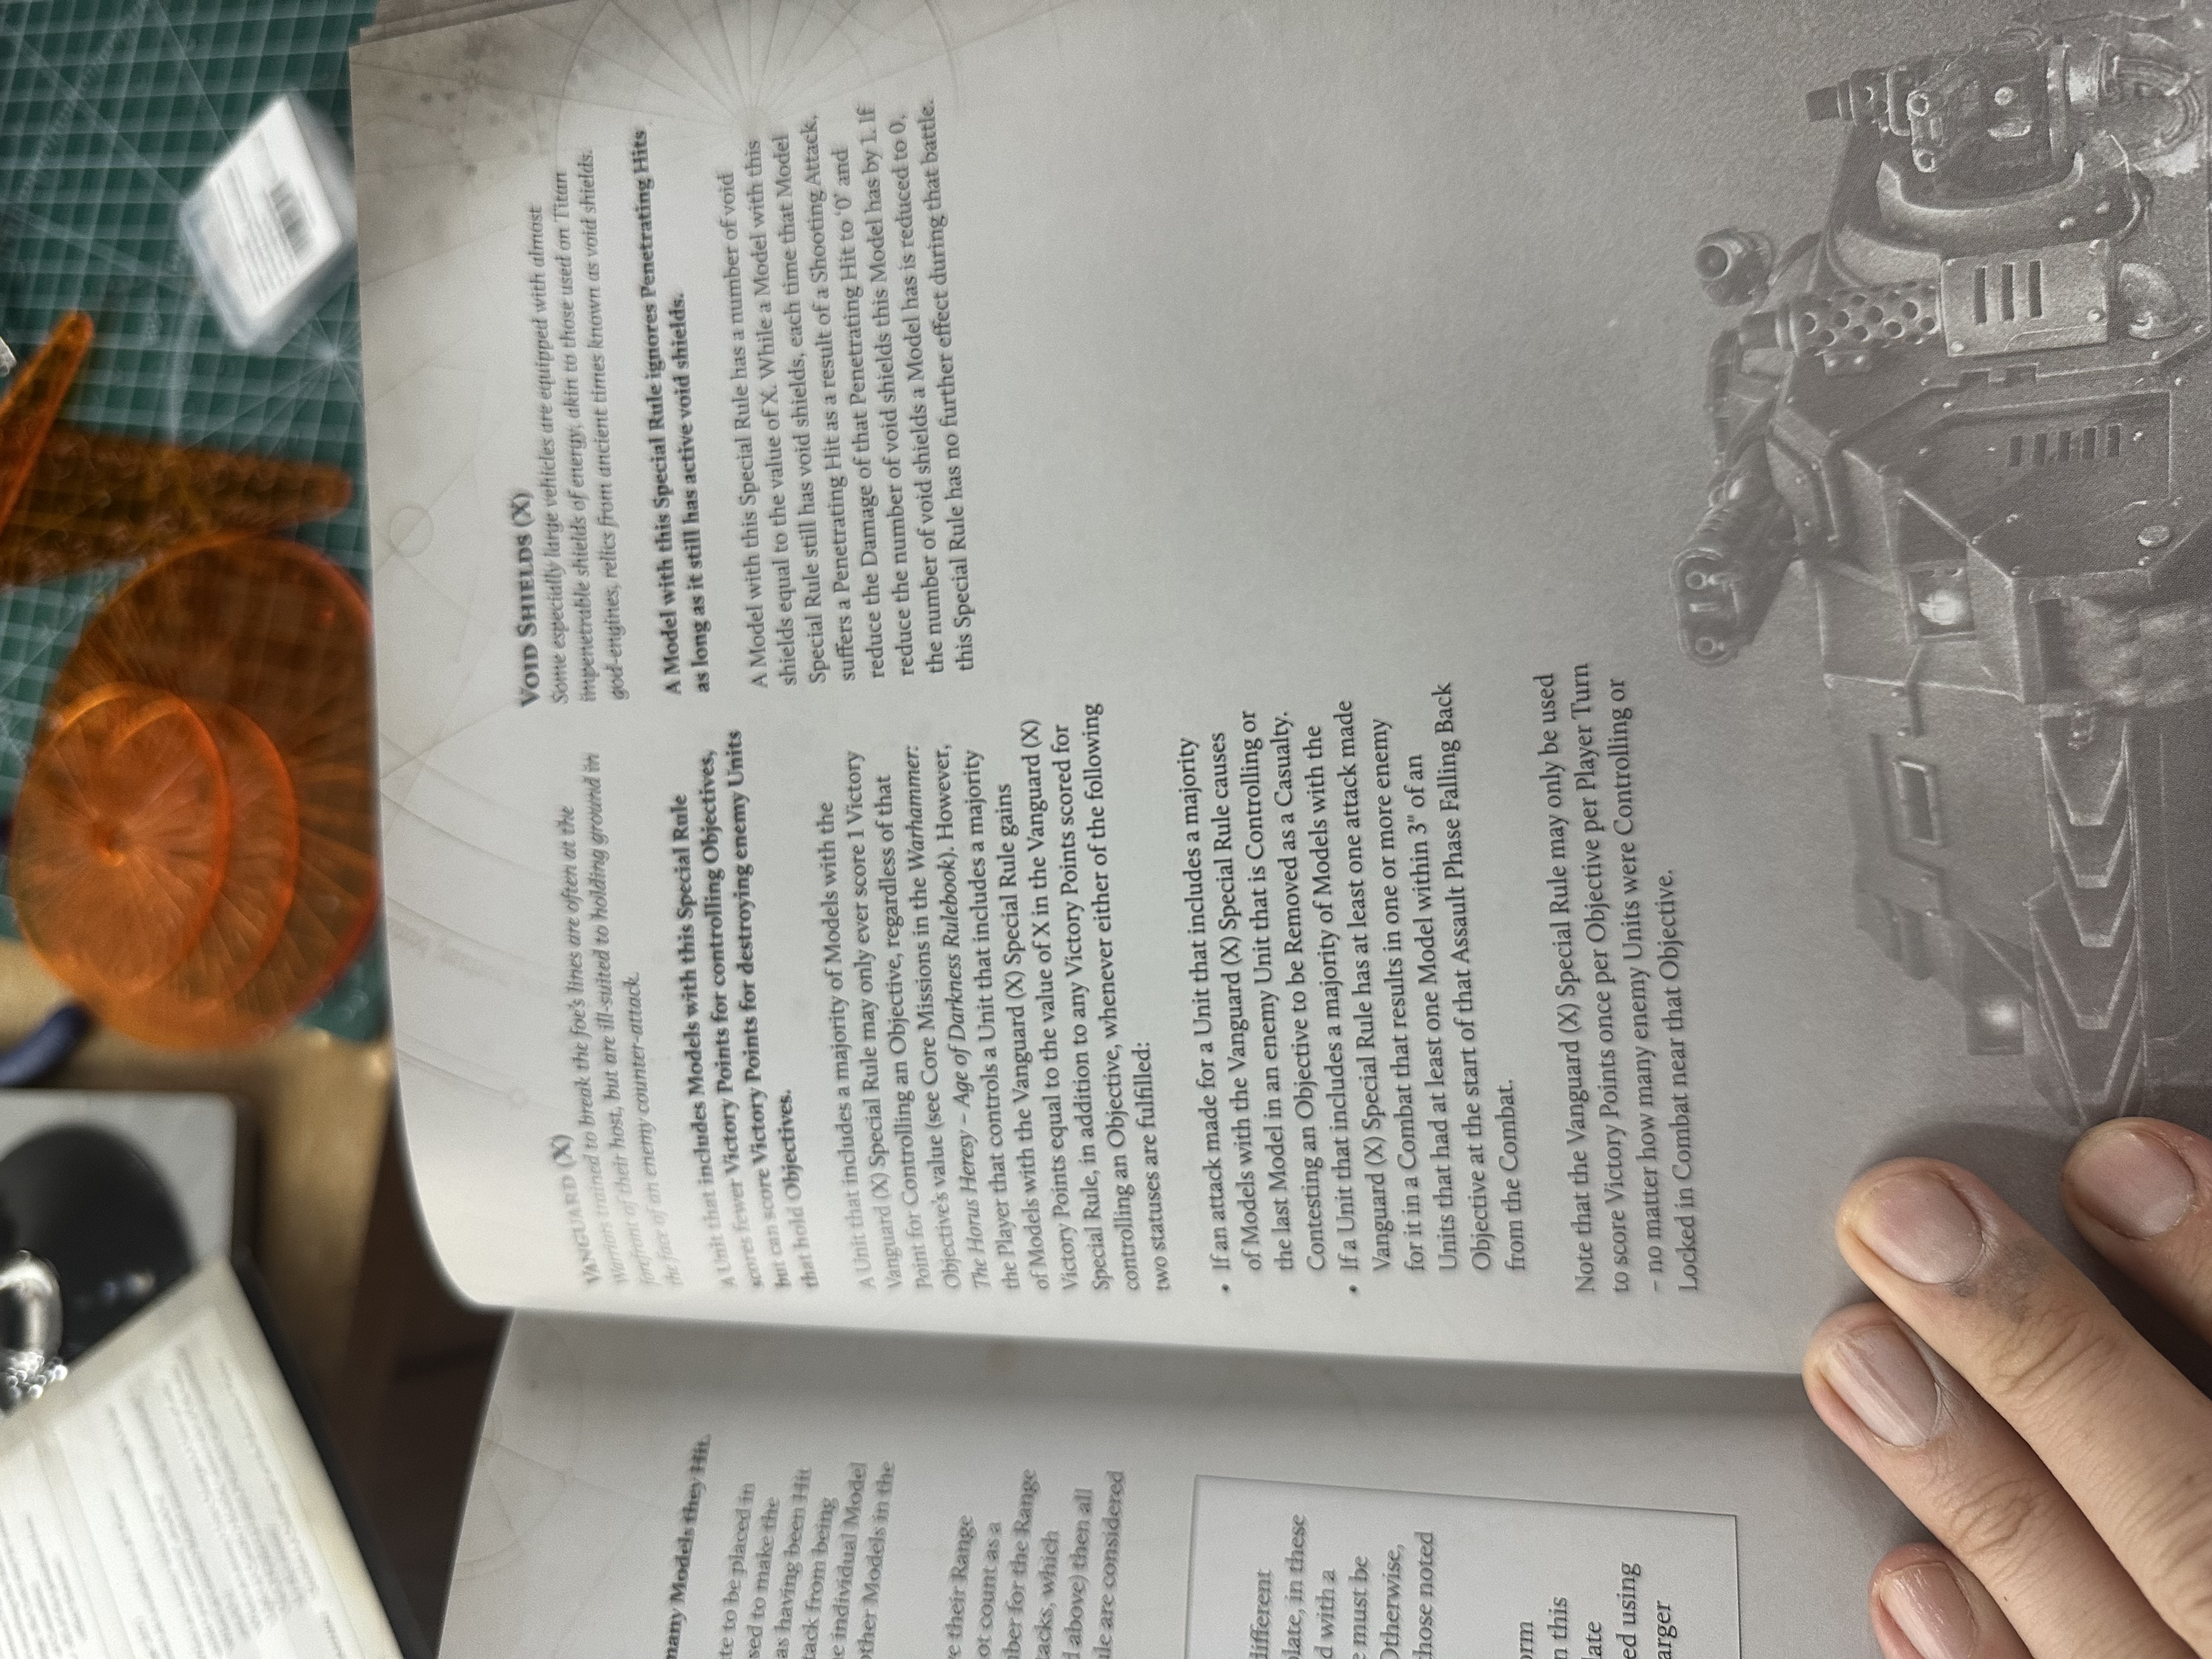 many Models they Hit.
te to be placed in
sed to make the
as having been Hit
tack from being
e individual Model
other Models in the
e their Range
ot count as a
ber for the Range
tacks, which
d above) then all
ule are considered
different
plate, in these
d with a
e must be
Otherwise,
those noted
orm
n this
late
ed using
arger
VANGUARD (X)
Warriors trained to break the foe's lines are often at the
forefront of their host, but are ill-suited to holding ground in
the face of an enemy counter-attack.
A Unit that includes Models with this Special Rule
scores fewer Victory Points for controlling Objectives,
but can score Victory Points for destroying enemy Units
that hold Objectives.
A Unit that includes a majority of Models with the
Vanguard (X) Special Rule may only ever score 1 Victory
Point for Controlling an Objective, regardless of that
Objective's value (see Core Missions in the Warhammer:
The Horus Heresy – Age of Darkness Rulebook). However,
the Player that controls a Unit that includes a majority
of Models with the Vanguard (X) Special Rule gains
Victory Points equal to the value of X in the Vanguard (X)
Special Rule, in addition to any Victory Points scored for
controlling an Objective, whenever either of the following
two statuses are fulfilled:
• If an attack made for a Unit that includes a majority
of Models with the Vanguard (X) Special Rule causes
the last Model in an enemy Unit that is Controlling or
Contesting an Objective to be Removed as a Casualty.
• If a Unit that includes a majority of Models with the
Vanguard (X) Special Rule has at least one attack made
for it in a Combat that results in one or more enemy
Units that had at least one Model within 3" of an
Objective at the start of that Assault Phase Falling Back
from the Combat.
Note that the Vanguard (X) Special Rule may only be used
to score Victory Points once per Objective per Player Turn
– no matter how many enemy Units were Controlling or
Locked in Combat near that Objective.
VOID SHIELDS (X)
Some especially large vehicles are equipped with almost
impenetrable shields of energy, akin to those used on Titan
god-engines, relics from ancient times known as void shields.
A Model with this Special Rule ignores Penetrating Hits
as long as it still has active void shields.
A Model with this Special Rule has a number of void
shields equal to the value of X. While a Model with this
Special Rule still has void shields, each time that Model
suffers a Penetrating Hit as a result of a Shooting Attack,
reduce the Damage of that Penetrating Hit to '0' and
reduce the number of void shields this Model has by 1. If
the number of void shields a Model has is reduced to 0,
this Special Rule has no further effect during that battle.